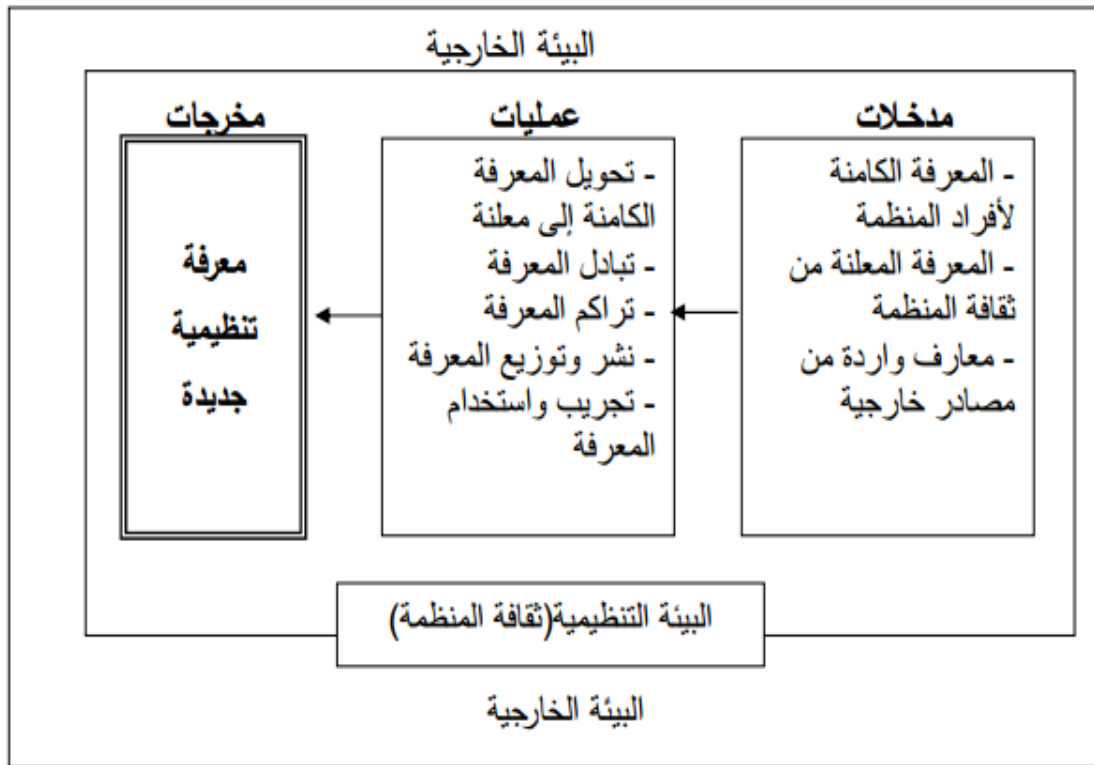 البيئة الخارجية
مدخلات
- المعرفة الكامنة
لأفراد المنظمة
- المعرفة المعلنة من
ثقافة المنظمة
- معارف واردة من
مصادر خارجية
عمليات
- تحويل المعرفة
الكامنة إلى معلنة
- تبادل المعرفة
- تراكم المعرفة
- نشر وتوزيع المعرفة
- تجريب واستخدام
المعرفة
مخرجات
معرفة
تنظيمية
جديدة
البيئة التنظيمية(ثقافة المنظمة)
البيئة الخارجية